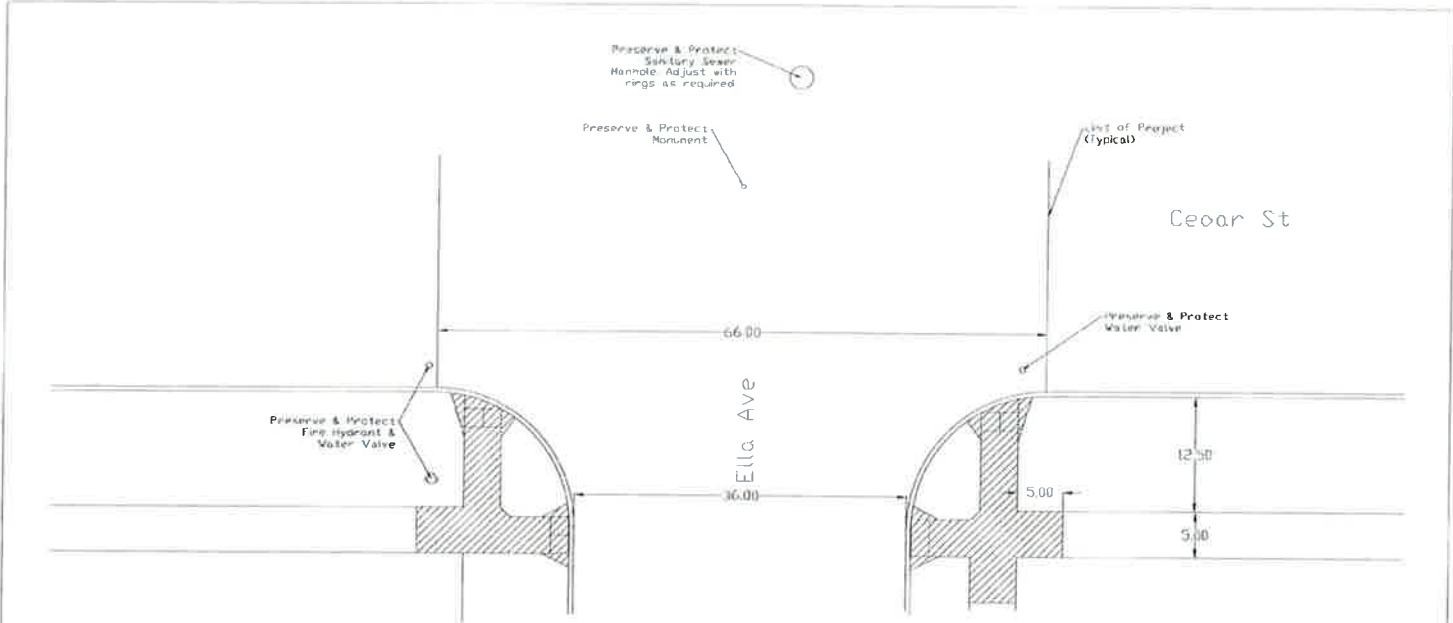 Preserve & Protect
Sanitary Sewer
Manhole. Adjust with
rings as required
Preserve & Protect
Monument
of Project
(Typical)
Ceoar St
66.00
Preserve & Protect
Water Valve
Preserve & Protect
Fire Hydrant &
Water Valve
Ella Ave
36.00
5.00
12.50
5.00